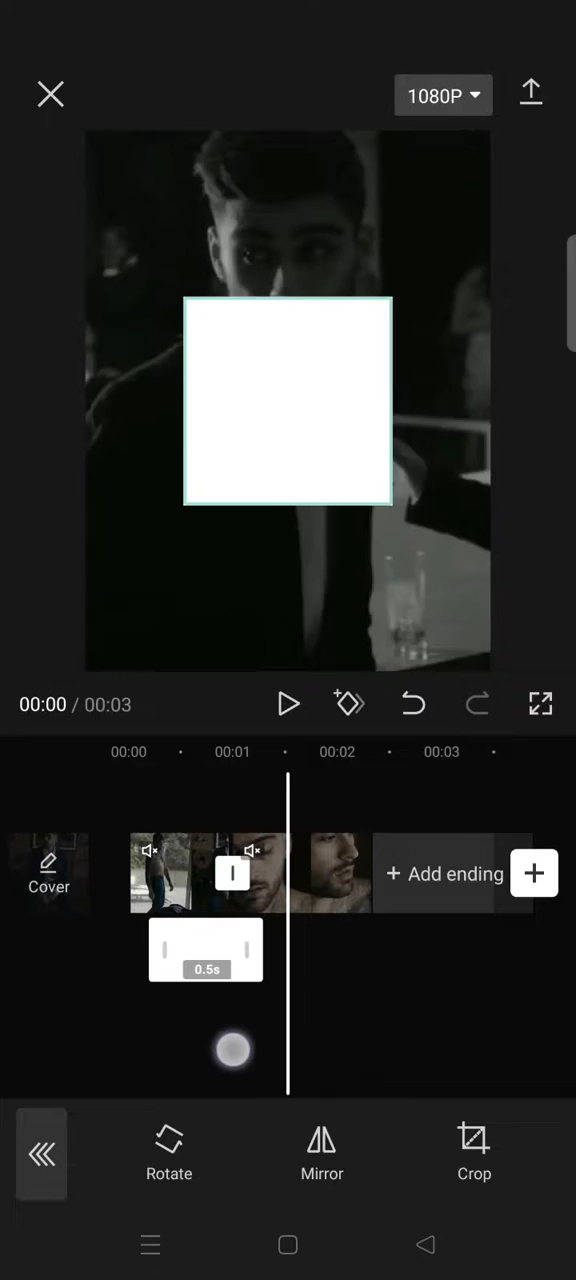 1080P
00:00 / 00:03
00:00 00:01 00:02 00:03
Cover
+ Add ending
0.5s
Rotate Mirror Crop